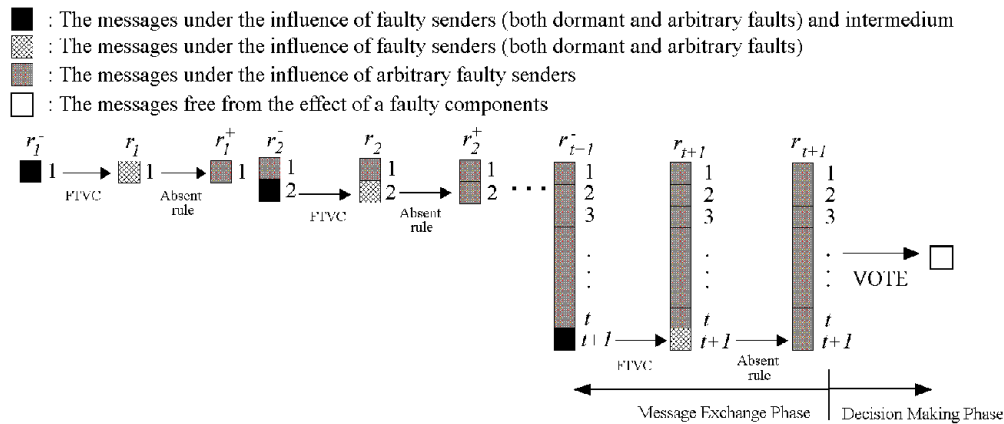 : The messages under the influence of faulty senders (both dormant and arbitrary faults) and intermedium
: The messages under the influence of faulty senders (both dormant and arbitrary faults)
: The messages under the influence of arbitrary faulty senders
: The messages free from the effect of a faulty components
r₁⁻ r₁ r₁⁺ r₂⁻ r₂ r₂⁺ r₍t−1₎⁻ r₍t+1₎ r₍t+1₎
1 1 1 1 1 1 1 1 1
2 2 2 2 2 2
3 3 3
FTVC Absent rule FTVC Absent rule
. . .
VOTE
t t t
t+1 t+1 t+1
FTVC Absent rule
Message Exchange Phase Decision Making Phase